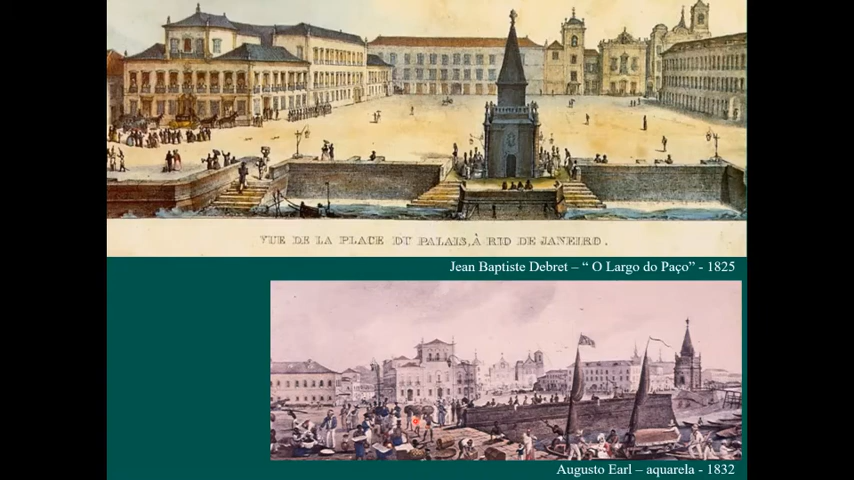 VUE DE LA PLACE DU PALAIS, À RIO DE JANEIRO.
Jean Baptiste Debret – “ O Largo do Paço” - 1825
Augusto Earl – aquarela - 1832